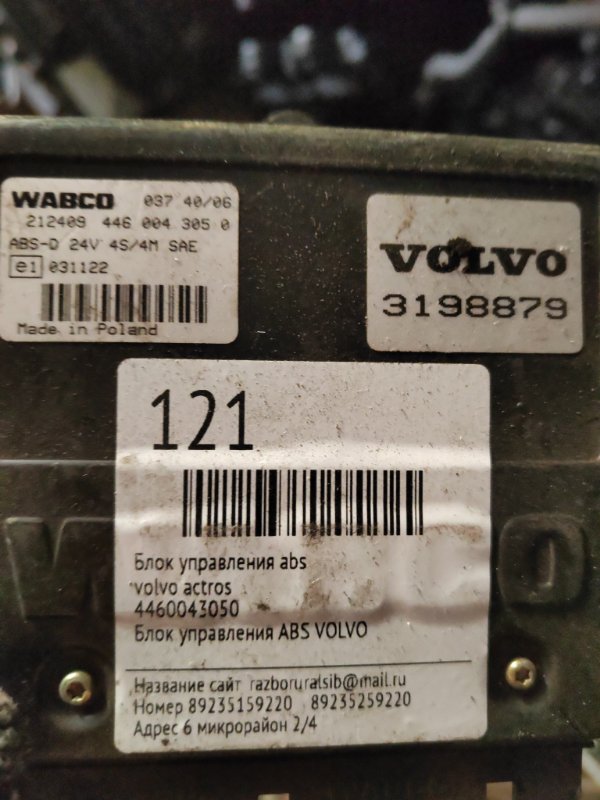 WABCO 037 40/06
212409 446 004 305 0
ABS-D 24V 4S/4M SAE
e1 031122
Made in Poland
VOLVO
3198879
121
Блок управления abs
volvo actros
4460043050
Блок управления ABS VOLVO
Название сайт razboruralsib@mail.ru
Номер 89235159220 89235259220
Адрес 6 микрорайон 2/4